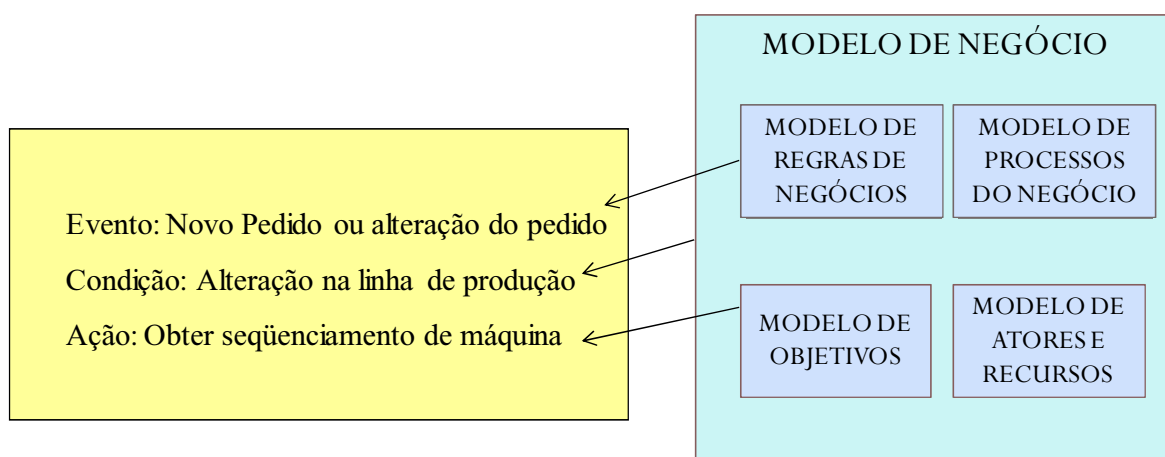 MODELO DE NEGÓCIO
MODELO DE
REGRAS DE
NEGÓCIOS
MODELO DE
PROCESSOS
DO NEGÓCIO
Evento: Novo Pedido ou alteração do pedido
Condição: Alteração na linha de produção
Ação: Obter seqüenciamento de máquina
MODELO DE
OBJETIVOS
MODELO DE
ATORES E
RECURSOS